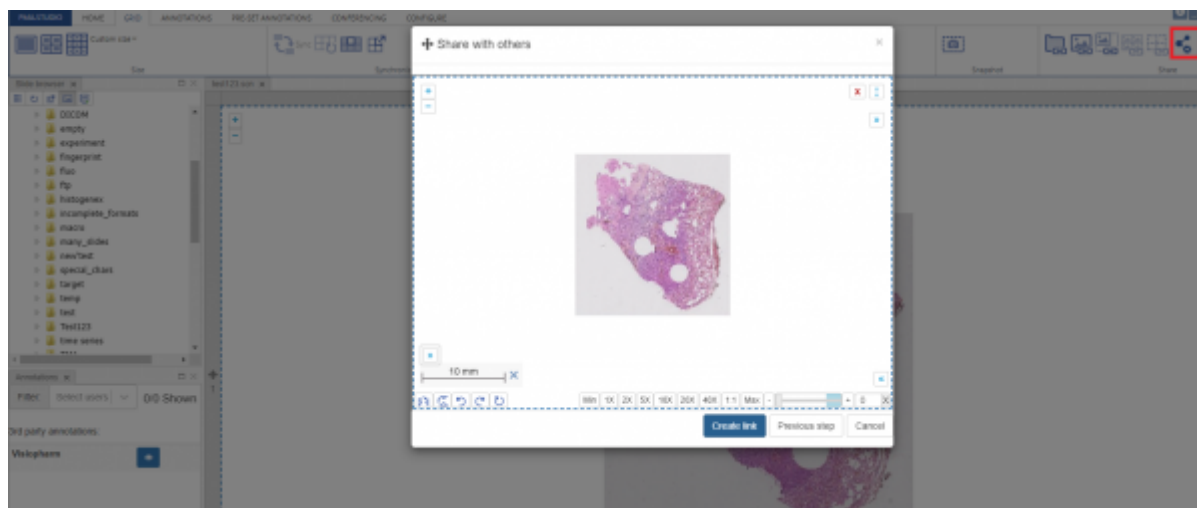 PMA.STUDIO HOME GRID ANNOTATIONS PRE-SET ANNOTATIONS CONFERENCING CONFIGURE
Custom size
Sync
Size
Snapshot
Share
Share with others
×
Slide browser ×
DICOM
empty
experiment
fingerprint
fluo
ftp
histogenex
incomplete_formats
macro
many_slides
newTest
special_chars
target
temp
test
Test123
time series
Annotations ×
Filter: Select users 0/0 Shown
3rd party annotations:
Visiopharm
10 mm
Min 1X 2X 5X 10X 20X 40X 1:1 Max - + 0
Create link Previous step Cancel